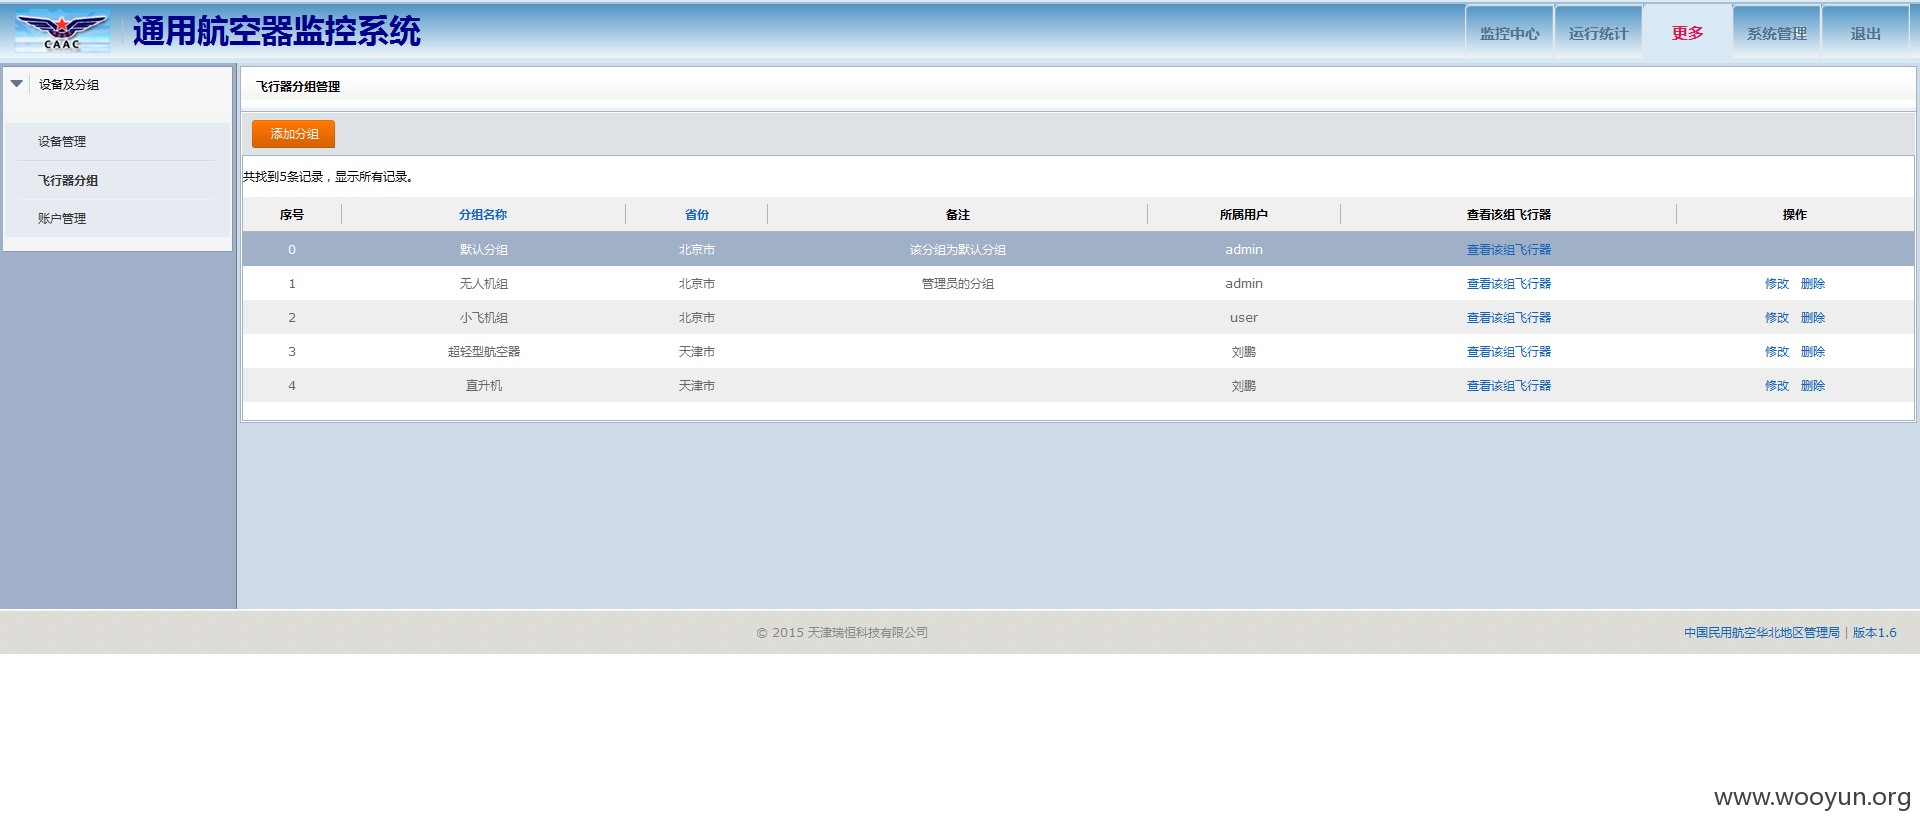 CAAC
通用航空器监控系统
监控中心 运行统计 更多 系统管理 退出
设备及分组
设备管理
飞行器分组
账户管理
飞行器分组管理
添加分组
共找到5条记录，显示所有记录。
序号 分组名称 省份 备注 所属用户 查看该组飞行器 操作
0 默认分组 北京市 该分组为默认分组 admin 查看该组飞行器
1 无人机组 北京市 管理员的分组 admin 查看该组飞行器 修改 删除
2 小飞机组 北京市 user 查看该组飞行器 修改 删除
3 超轻型航空器 天津市 刘鹏 查看该组飞行器 修改 删除
4 直升机 天津市 刘鹏 查看该组飞行器 修改 删除
© 2015 天津瑞恒科技有限公司
中国民用航空华北地区管理局 | 版本1.6
www.wooyun.org